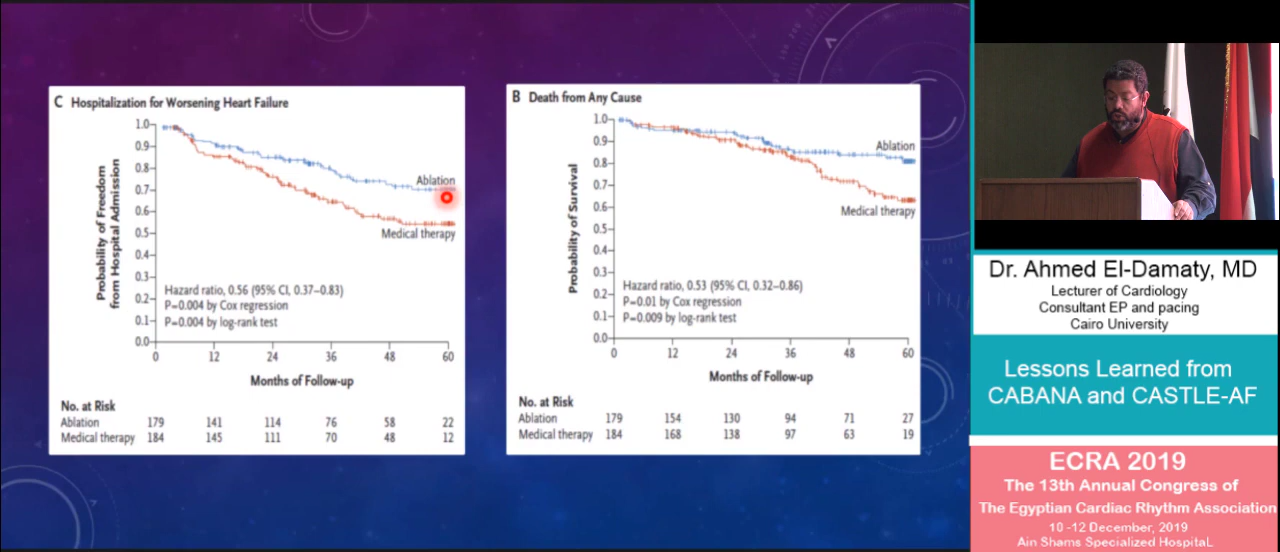 C Hospitalization for Worsening Heart Failure
Probability of Freedom
from Hospital Admission
1.0
0.9
0.8
0.7
0.6
0.5
0.4
0.3
0.2
0.1
0.0
Ablation
Medical therapy
Hazard ratio, 0.56 (95% CI, 0.37–0.83)
P=0.004 by Cox regression
P=0.004 by log-rank test
0 12 24 36 48 60
Months of Follow-up
No. at Risk
Ablation 179 141 114 76 58 22
Medical therapy 184 145 111 70 48 12
B Death from Any Cause
Probability of Survival
1.0
0.9
0.8
0.7
0.6
0.5
0.4
0.3
0.2
0.1
0.0
Ablation
Medical therapy
Hazard ratio, 0.53 (95% CI, 0.32–0.86)
P=0.01 by Cox regression
P=0.009 by log-rank test
0 12 24 36 48 60
Months of Follow-up
No. at Risk
Ablation 179 154 130 94 71 27
Medical therapy 184 168 138 97 63 19
Dr. Ahmed El-Damaty, MD
Lecturer of Cardiology
Consultant EP and pacing
Cairo University
Lessons Learned from
CABANA and CASTLE-AF
ECRA 2019
The 13th Annual Congress of
The Egyptian Cardiac Rhythm Association
10 -12 December, 2019
Ain Shams Specialized HospitaL